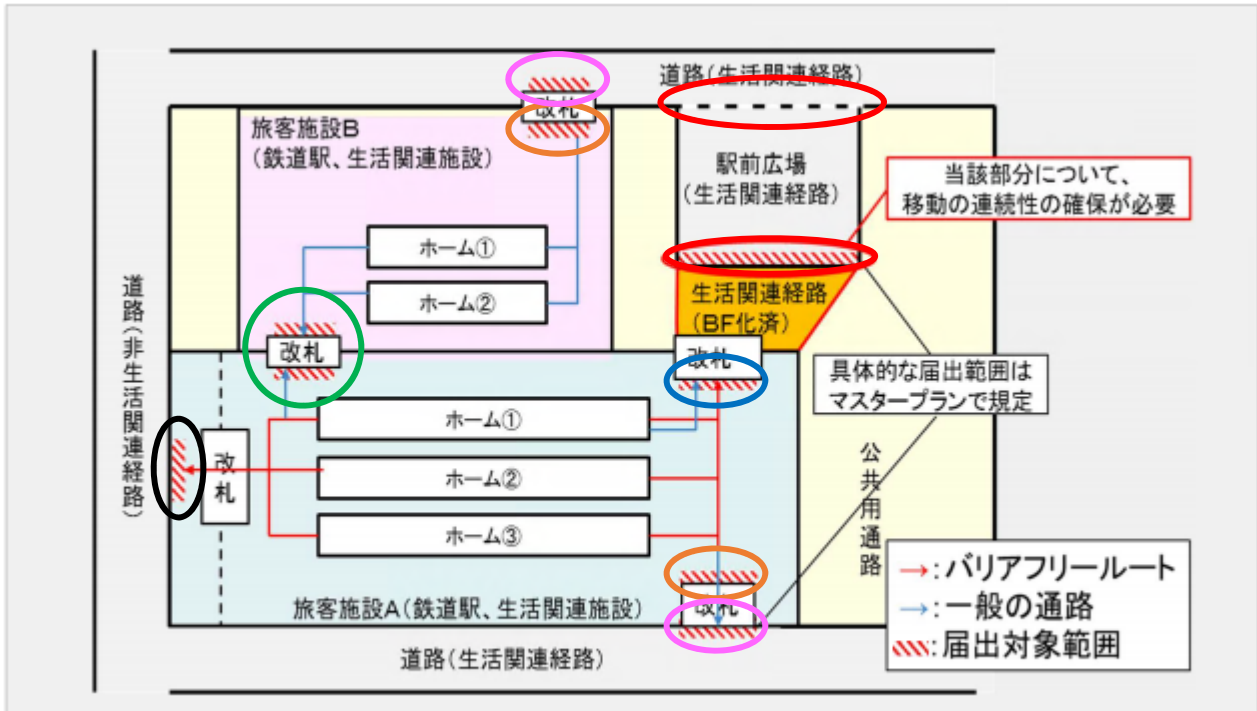 道路(生活関連経路)
改札
旅客施設B
(鉄道駅、生活関連施設)
駅前広場
(生活関連経路)
当該部分について、
移動の連続性の確保が必要
ホーム①
ホーム②
生活関連経路
(BF化済)
道路(非生活関連経路)
改札
改札
具体的な届出範囲は
マスタープランで規定
ホーム①
改札
ホーム②
ホーム③
公共用通路
→:バリアフリールート
→:一般の通路
:届出対象範囲
改札
旅客施設A(鉄道駅、生活関連施設)
道路(生活関連経路)